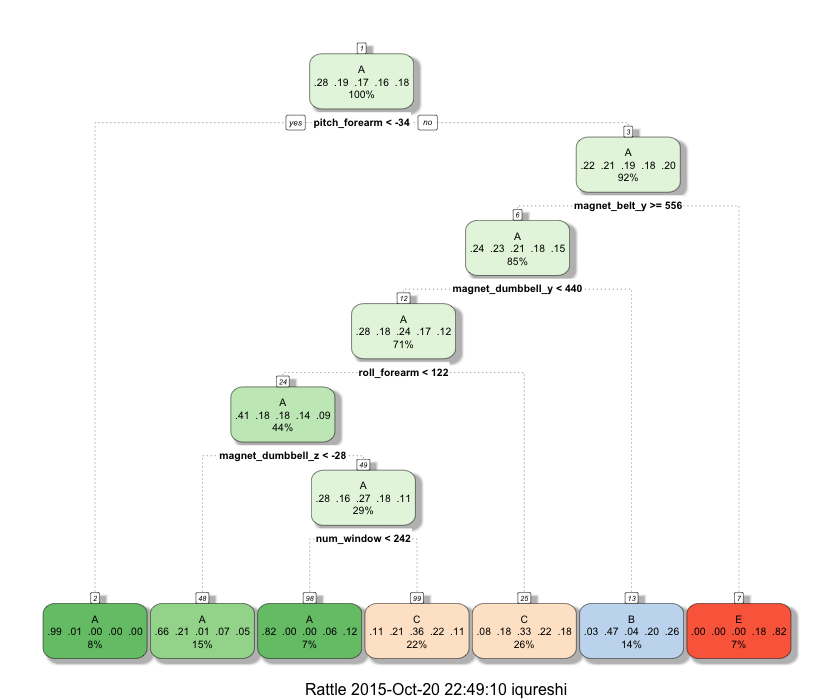 1
A
.28 .19 .17 .16 .18
100%
yes pitch_forearm < -34 no
3
A
.22 .21 .19 .18 .20
92%
magnet_belt_y >= 556
6
A
.24 .23 .21 .18 .15
85%
magnet_dumbbell_y < 440
12
A
.28 .18 .24 .17 .12
71%
roll_forearm < 122
24
A
.41 .18 .18 .14 .09
44%
magnet_dumbbell_z < -28
49
A
.28 .16 .27 .18 .11
29%
num_window < 242
2
A
.99 .01 .00 .00 .00
8%
48
A
.66 .21 .01 .07 .05
15%
98
A
.82 .00 .00 .06 .12
7%
99
C
.11 .21 .36 .22 .11
22%
25
C
.08 .18 .33 .22 .18
26%
13
B
.03 .47 .04 .20 .26
14%
7
E
.00 .00 .00 .18 .82
7%
Rattle 2015-Oct-20 22:49:10 iqureshi